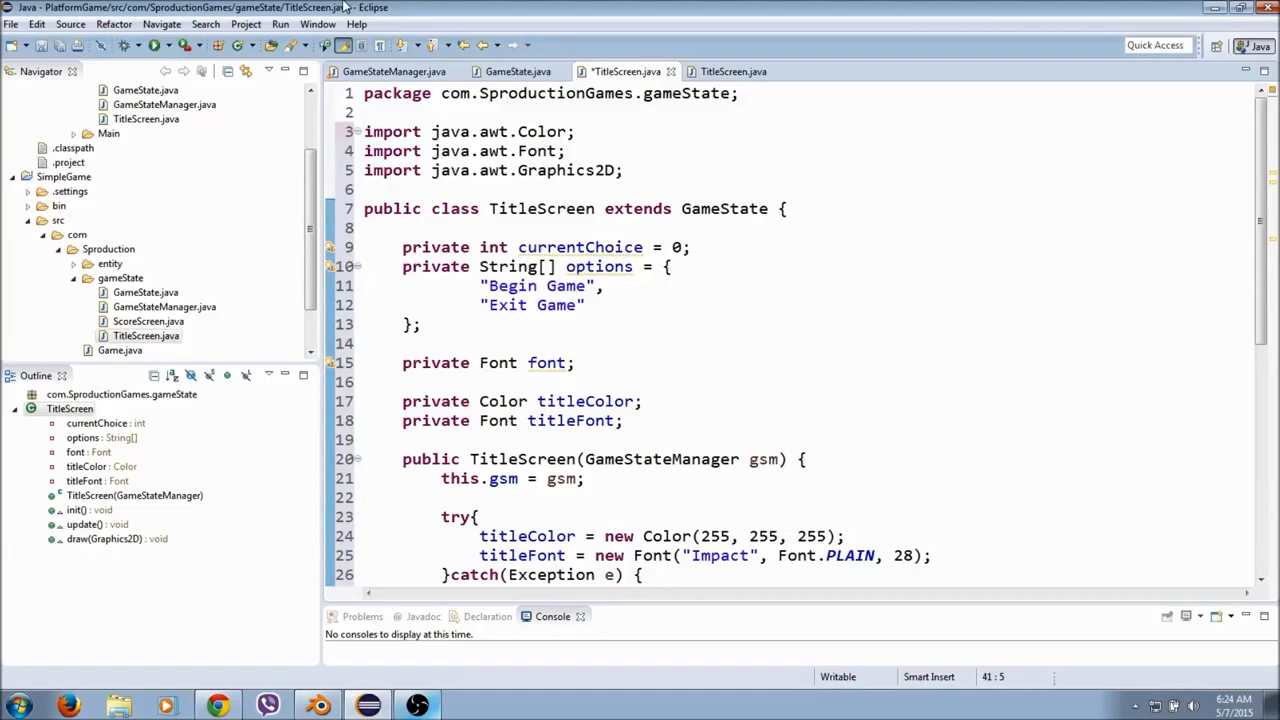 Java - PlatformGame/src/com/SproductionGames/gameState/TitleScreen.java - Eclipse
File Edit Source Refactor Navigate Search Project Run Window Help
Quick Access
Java
Navigator
GameState.java
GameStateManager.java
TitleScreen.java
Main
.classpath
.project
SimpleGame
.settings
bin
src
com
Sproduction
entity
gameState
GameState.java
GameStateManager.java
ScoreScreen.java
TitleScreen.java
Game.java
Outline
com.SproductionGames.gameState
TitleScreen
currentChoice : int
options : String[]
font : Font
titleColor : Color
titleFont : Font
TitleScreen(GameStateManager)
init() : void
update() : void
draw(Graphics2D) : void
GameStateManager.java GameState.java *TitleScreen.java TitleScreen.java
1 package com.SproductionGames.gameState;
2
3 import java.awt.Color;
4 import java.awt.Font;
5 import java.awt.Graphics2D;
6
7 public class TitleScreen extends GameState {
8
9 private int currentChoice = 0;
10 private String[] options = {
11 "Begin Game",
12 "Exit Game"
13 };
14
15 private Font font;
16
17 private Color titleColor;
18 private Font titleFont;
19
20 public TitleScreen(GameStateManager gsm) {
21 this.gsm = gsm;
22
23 try{
24 titleColor = new Color(255, 255, 255);
25 titleFont = new Font("Impact", Font.PLAIN, 28);
26 }catch(Exception e) {
Problems @ Javadoc Declaration Console
No consoles to display at this time.
Writable Smart Insert 41 : 5
6:24 AM
5/7/2015